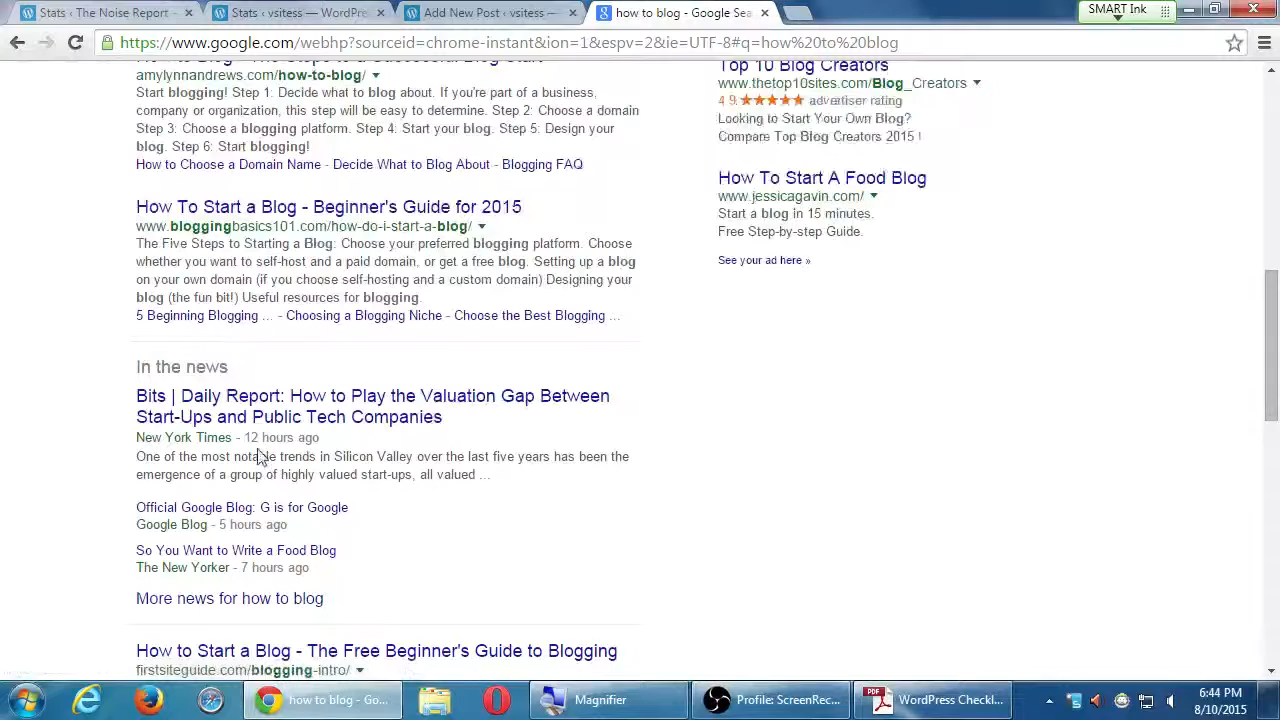 Stats ‹ The Noise Report —
Stats ‹ vsitess — WordPre
Add New Post ‹ vsitess —
how to blog - Google Sea
SMART Ink
https://www.google.com/webhp?sourceid=chrome-instant&ion=1&espv=2&ie=UTF-8#q=how%20to%20blog
How to Blog - The Steps to a Successful Blog Start
amylynnandrews.com/how-to-blog/
Start blogging! Step 1: Decide what to blog about. If you're part of a business,
company or organization, this step will be easy to determine. Step 2: Choose a domain
Step 3: Choose a blogging platform. Step 4: Start your blog. Step 5: Design your
blog. Step 6: Start blogging!
How to Choose a Domain Name - Decide What to Blog About - Blogging FAQ
How To Start a Blog - Beginner's Guide for 2015
www.bloggingbasics101.com/how-do-i-start-a-blog/
The Five Steps to Starting a Blog. Choose your preferred blogging platform. Choose
whether you want to self-host and a paid domain, or get a free blog. Setting up a blog
on your own domain (if you choose self-hosting and a custom domain) Designing your
blog (the fun bit!) Useful resources for blogging.
5 Beginning Blogging ... - Choosing a Blogging Niche - Choose the Best Blogging ...
In the news
Bits | Daily Report: How to Play the Valuation Gap Between
Start-Ups and Public Tech Companies
New York Times - 12 hours ago
One of the most notable trends in Silicon Valley over the last five years has been the
emergence of a group of highly valued start-ups, all valued ...
Official Google Blog: G is for Google
Google Blog - 5 hours ago
So You Want to Write a Food Blog
The New Yorker - 7 hours ago
More news for how to blog
How to Start a Blog - The Free Beginner's Guide to Blogging
firstsiteguide.com/blogging-intro/
Top 10 Blog Creators
www.thetop10sites.com/Blog_Creators
4.9 ★★★★★ advertiser rating
Looking to Start Your Own Blog?
Compare Top Blog Creators 2015 !
How To Start A Food Blog
www.jessicagavin.com/
Start a blog in 15 minutes.
Free Step-by-step Guide.
See your ad here »
how to blog - Go...
Magnifier
Profile: ScreenRec...
PDF
WordPress Checkl...
6:44 PM
8/10/2015